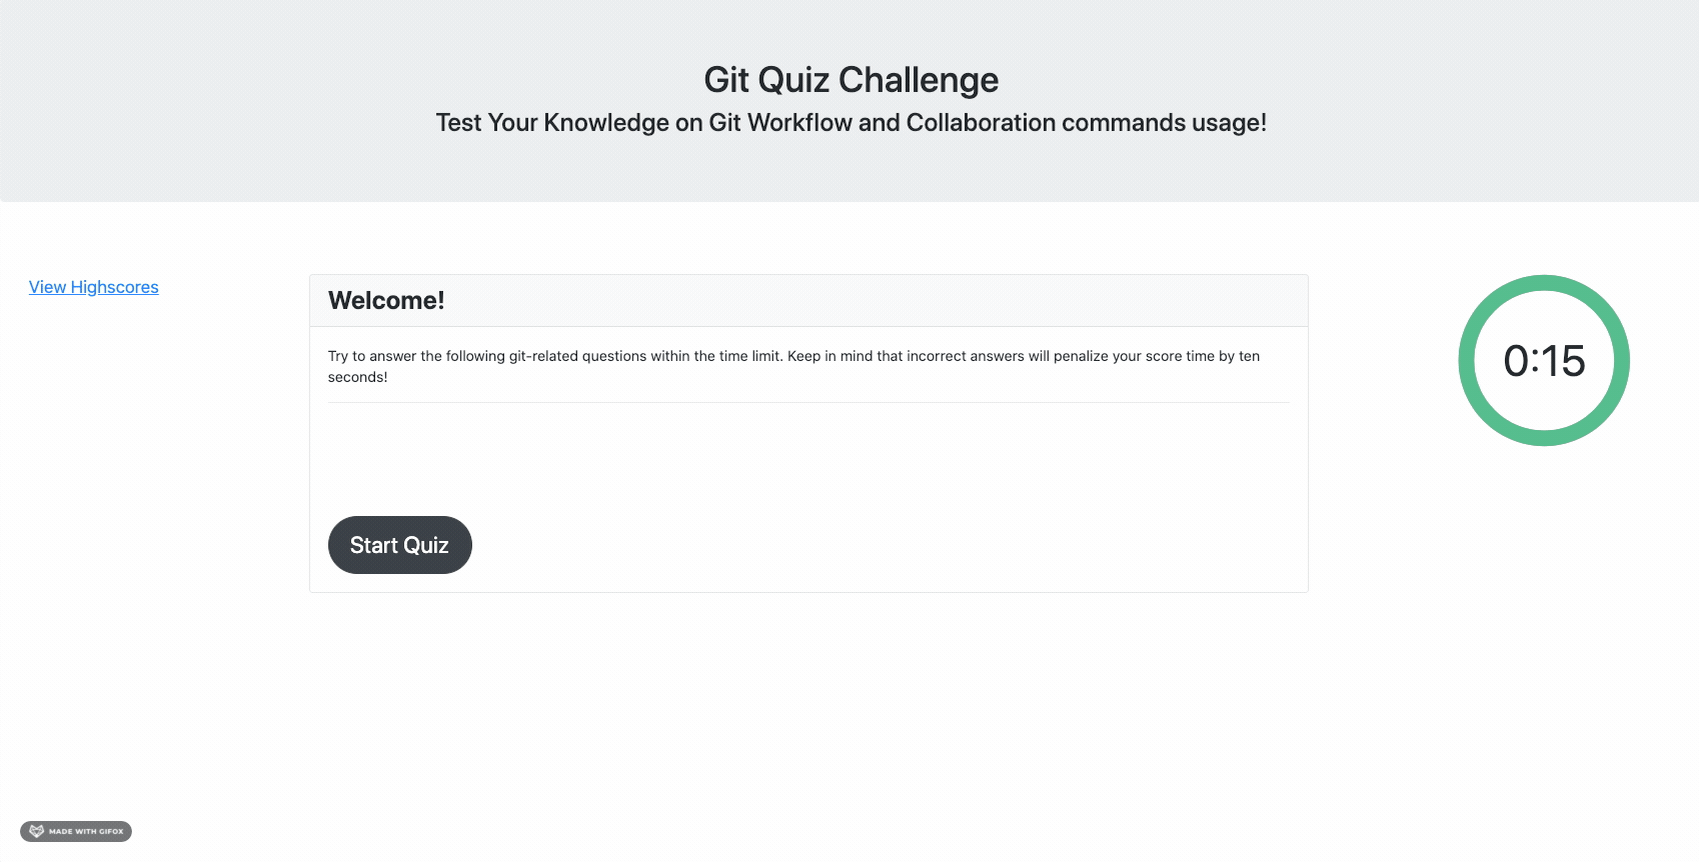 Git Quiz Challenge
Test Your Knowledge on Git Workflow and Collaboration commands usage!
View Highscores
Welcome!
Try to answer the following git-related questions within the time limit. Keep in mind that incorrect answers will penalize your score time by ten
seconds!
0:15
Start Quiz
MADE WITH GIFOX